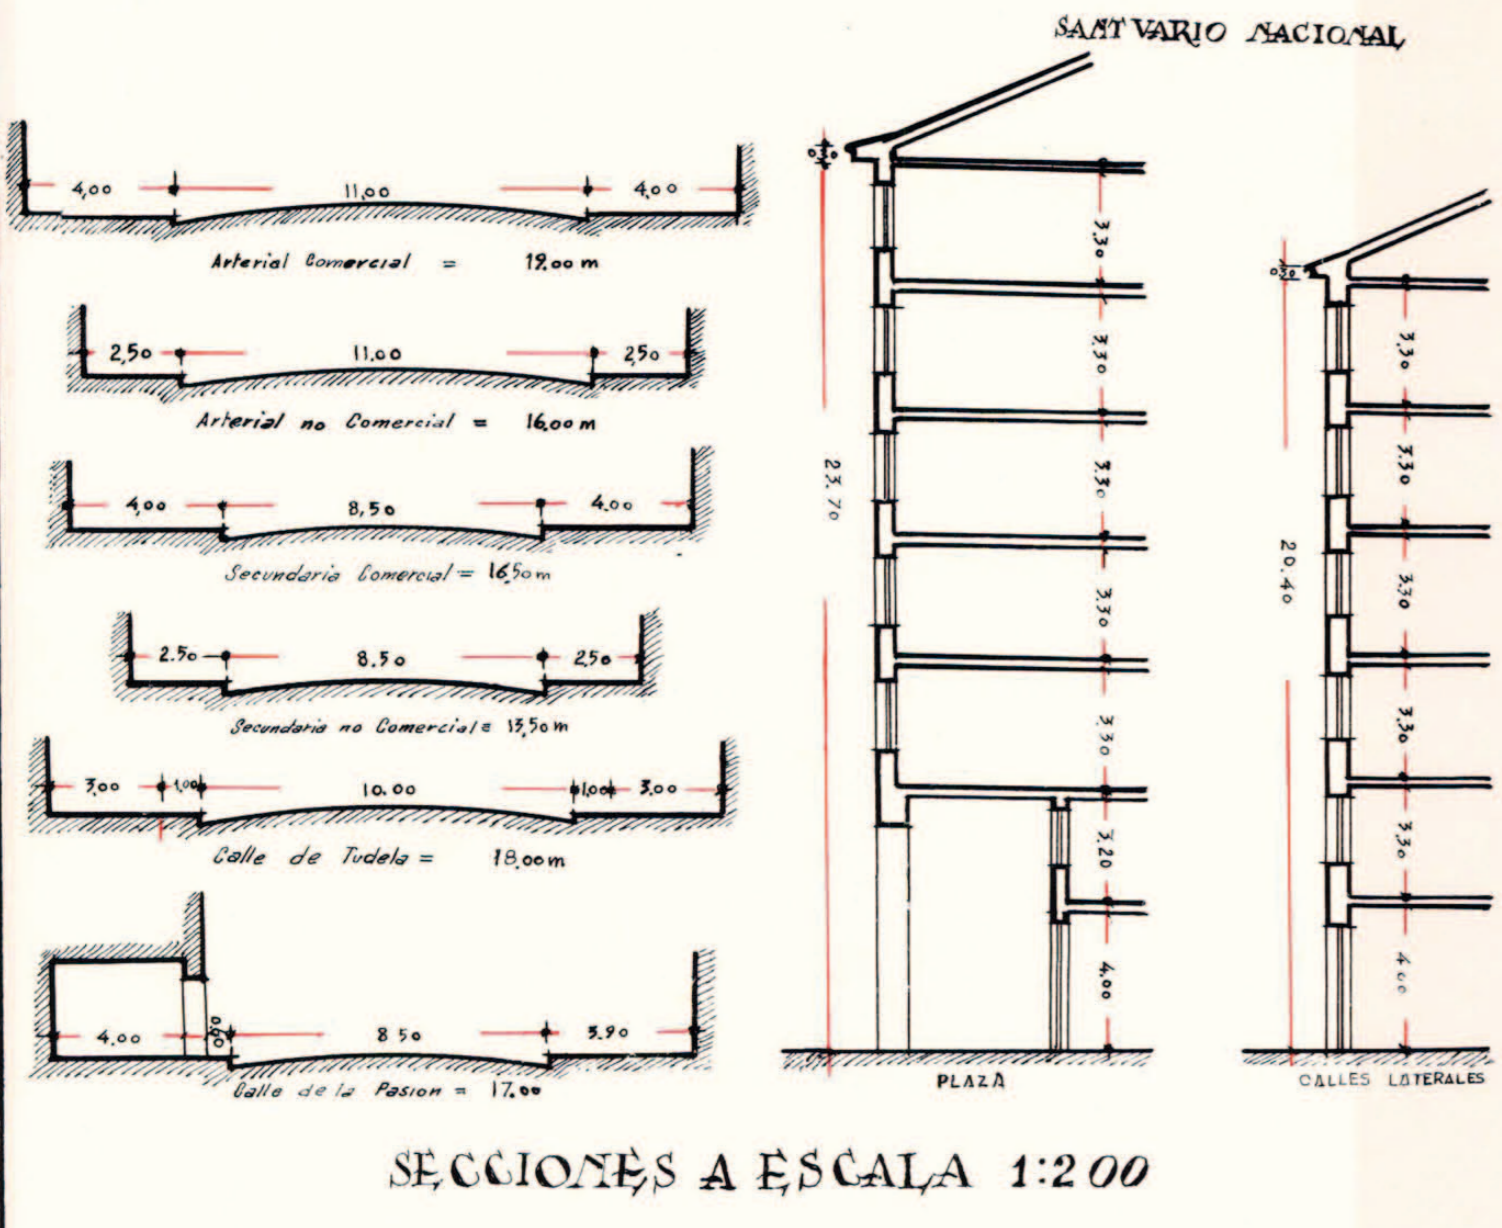 SANTVARIO NACIONAL
4,00 11,00 4.00
Arterial Comercial = 19.00 m
2,50 11.00 2,50
Arterial no Comercial = 16.00 m
4,00 8,50 4.00
Secundaria Comercial = 16,50 m
2.50 8.50 2,50
Secundaria no Comercial = 13,50 m
3.00 1,00 10.00 1.00 3.00
Calle de Tudela = 18.00 m
4.00 8 50 3.90
Calle de la Pasion = 17.00
0,50
23.70
3.30
3.30
3.30
3.30
3.30
3.20
4.00
PLAZA
0,50
20.40
3.30
3.30
3.30
3.30
3.30
4.00
CALLES LATERALES
SECCIONES A ESCALA 1:200